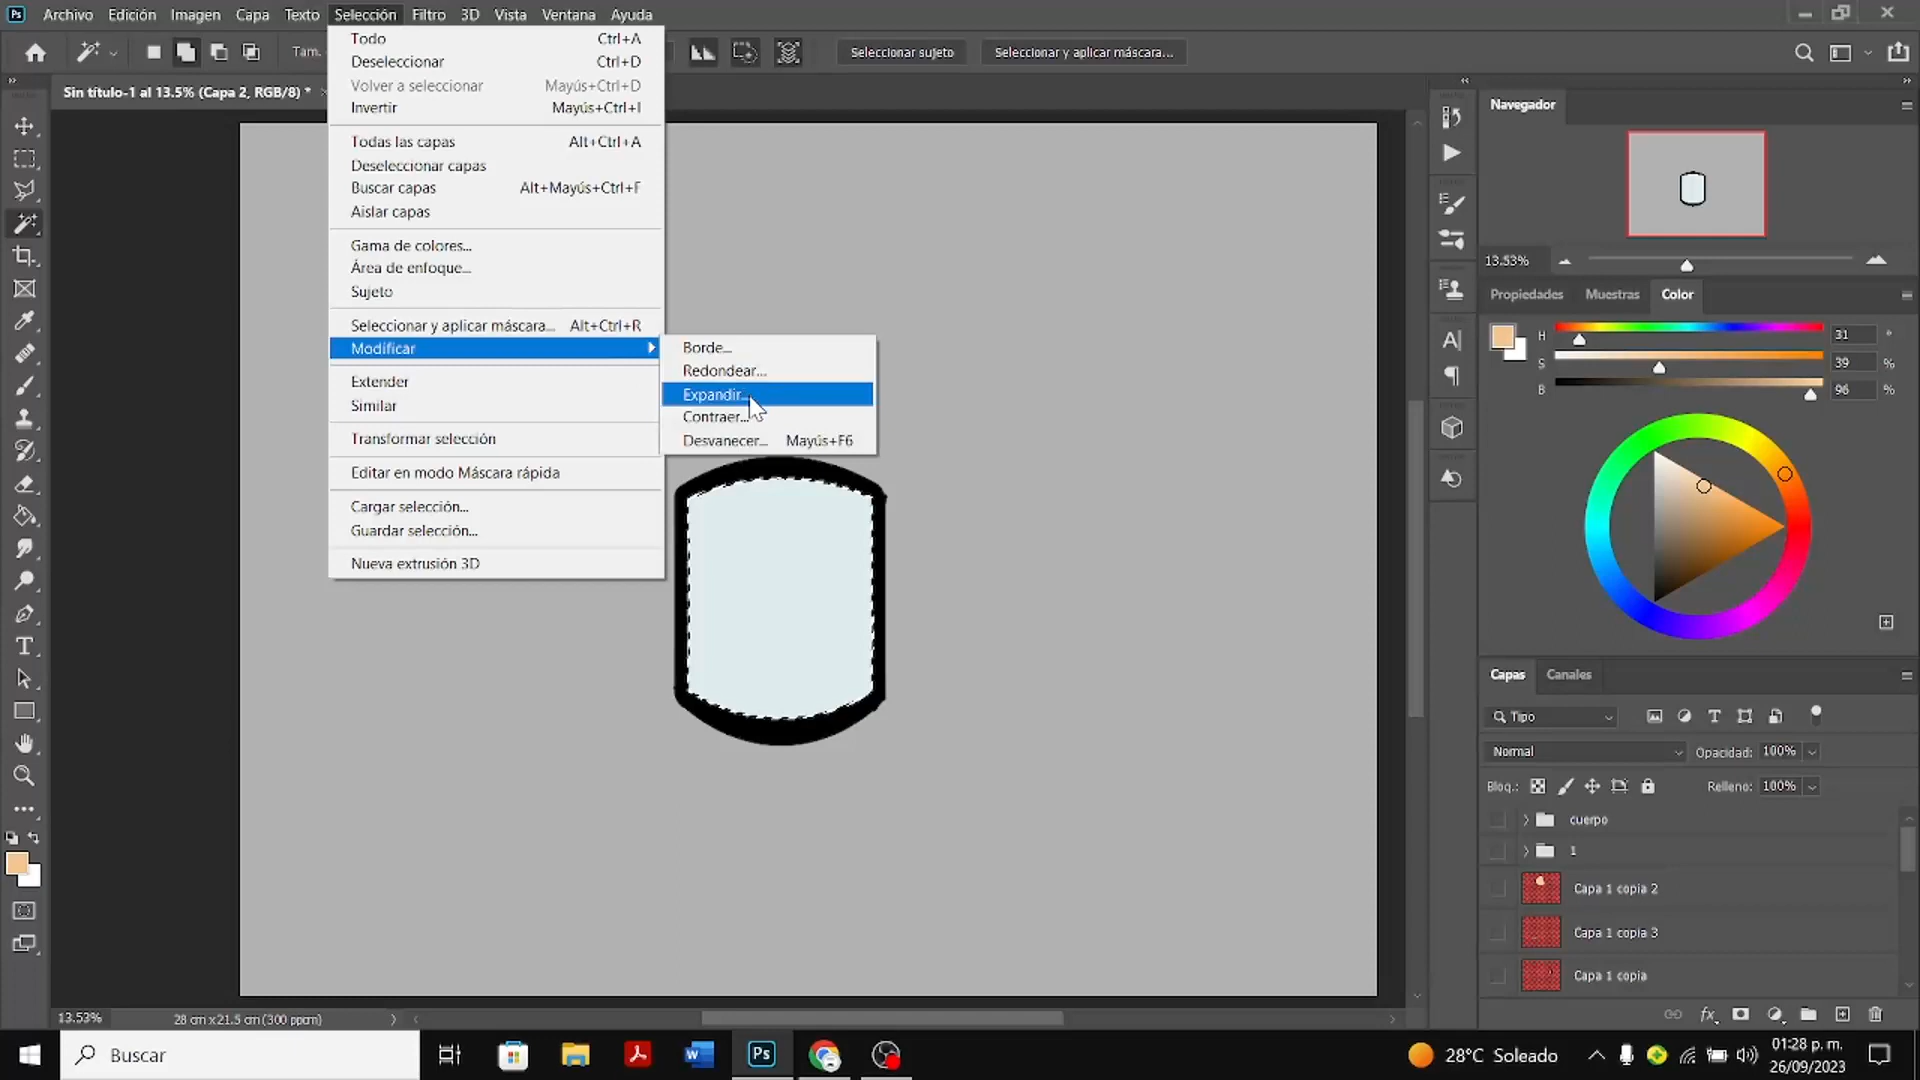 Ps Archivo Edición Imagen Capa Texto Selección Filtro 3D Vista Ventana Ayuda
Tam. Seleccionar sujeto Seleccionar y aplicar máscara...
Sin título-1 al 13.5% (Capa 2, RGB/8) *
Todo Ctrl+A
Deseleccionar Ctrl+D
Volver a seleccionar Mayús+Ctrl+D
Invertir Mayús+Ctrl+I
Todas las capas Alt+Ctrl+A
Deseleccionar capas
Buscar capas Alt+Mayús+Ctrl+F
Aislar capas
Gama de colores...
Área de enfoque...
Sujeto
Seleccionar y aplicar máscara... Alt+Ctrl+R
Modificar
Extender
Similar
Transformar selección
Editar en modo Máscara rápida
Cargar selección...
Guardar selección...
Nueva extrusión 3D
Borde...
Redondear...
Expandir...
Contraer...
Desvanecer... Mayús+F6
Navegador
13.53%
Propiedades Muestras Color
H 31 °
S 39 %
B 96 %
Capas Canales
Tipo
Normal Opacidad: 100%
Bloq.: Relleno: 100%
cuerpo
1
Capa 1 copia 2
Capa 1 copia 3
Capa 1 copia
fx
13.53% 28 cm x 21.5 cm (300 ppcm)
Buscar
Ps
28°C Soleado
01:28 p. m.
26/09/2023